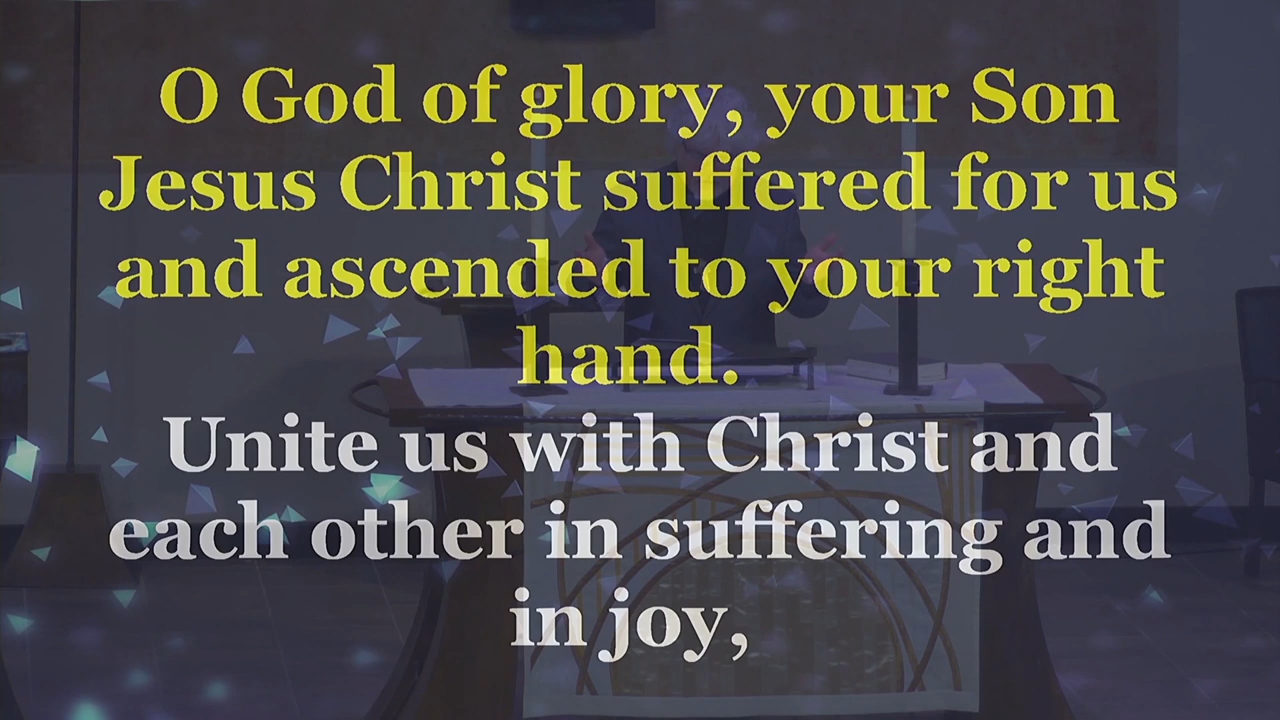 O God of glory, your Son
Jesus Christ suffered for us
and ascended to your right
hand.
Unite us with Christ and
each other in suffering and
in joy,